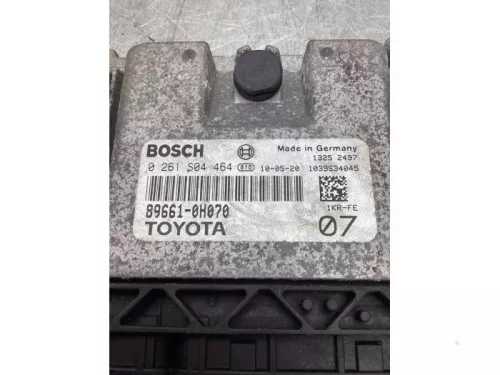 BOSCH Made in Germany
1325 2497
0 261 S04 464 ETC 10-05-20 1039S34045
89661-0H070 1KR-FE
TOYOTA 07